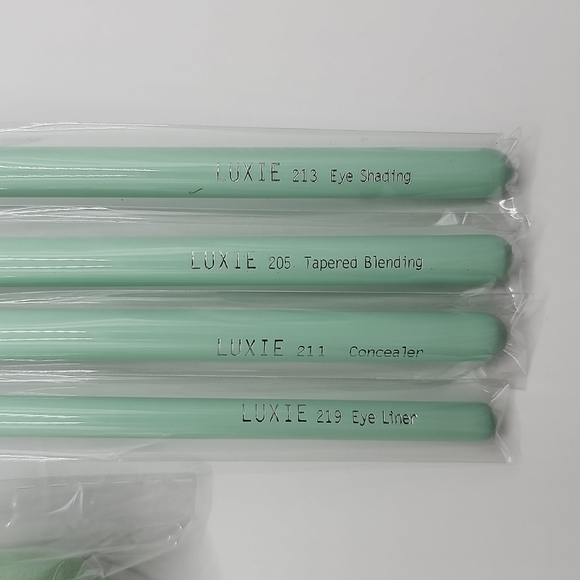 LUXIE 213 Eye Shading
LUXIE 205 Tapered Blending
LUXIE 211 Concealer
LUXIE 219 Eye Liner